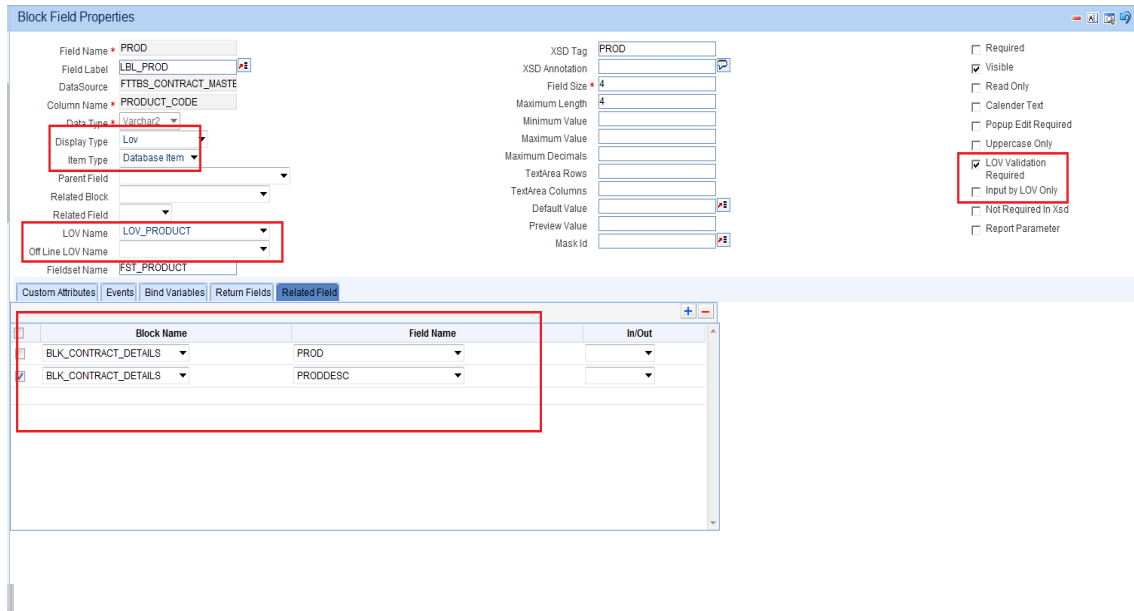 Block Field Properties
Field Name * PROD
Field Label LBL_PROD
DataSource FTTBS_CONTRACT_MASTE
Column Name * PRODUCT_CODE
Data Type * Varchar2
Display Type Lov
Item Type Database Item
Parent Field
Related Block
Related Field
LOV Name LOV_PRODUCT
Off Line LOV Name
Fieldset Name FST_PRODUCT
XSD Tag PROD
XSD Annotation
Field Size * 4
Maximum Length 4
Minimum Value
Maximum Value
Maximum Decimals
TextArea Rows
TextArea Columns
Default Value
Preview Value
Mask Id
Required
Visible
Read Only
Calender Text
Popup Edit Required
Uppercase Only
LOV Validation
Required
Input by LOV Only
Not Required In Xsd
Report Parameter
Custom Attributes Events Bind Variables Return Fields Related Field
Block Name Field Name In/Out
BLK_CONTRACT_DETAILS PROD
BLK_CONTRACT_DETAILS PRODDESC